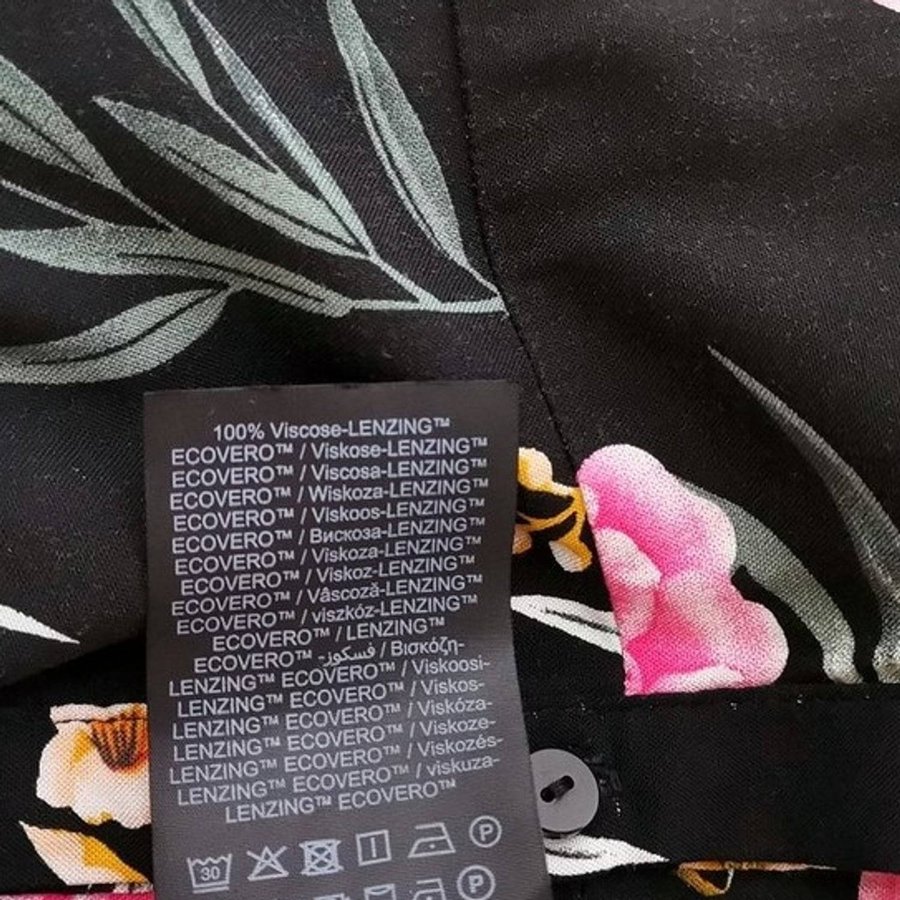 100% Viscose-LENZING™
ECOVERO™ / Viskose-LENZING™
ECOVERO™ / Viscosa-LENZING™
ECOVERO™ / Wiskoza-LENZING™
ECOVERO™ / Viskoos-LENZING™
ECOVERO™ / Вискоза-LENZING™
ECOVERO™ / Viskoza-LENZING™
ECOVERO™ / Viskoz-LENZING™
ECOVERO™ / Vâscoză-LENZING™
ECOVERO™ / viszkóz-LENZING™
ECOVERO™ / LENZING™
ECOVERO™ -فسكوز / Βισκόζη-
LENZING™ ECOVERO™ / Viskoosi-
LENZING™ ECOVERO™ / Viskos-
LENZING™ ECOVERO™ / Viskóza-
LENZING™ ECOVERO™ / Viskoze-
LENZING™ ECOVERO™ / Viskozės-
LENZING™ ECOVERO™ / viskuza-
LENZING™ ECOVERO™
30 P
P